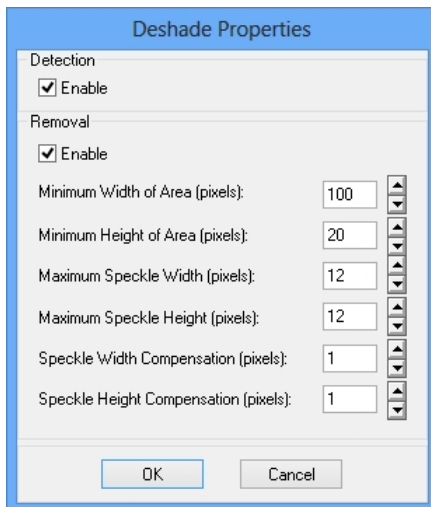 Deshade Properties
Detection
Enable
Removal
Enable
Minimum Width of Area (pixels): 100
Minimum Height of Area (pixels): 20
Maximum Speckle Width (pixels): 12
Maximum Speckle Height (pixels): 12
Speckle Width Compensation (pixels): 1
Speckle Height Compensation (pixels): 1
OK Cancel